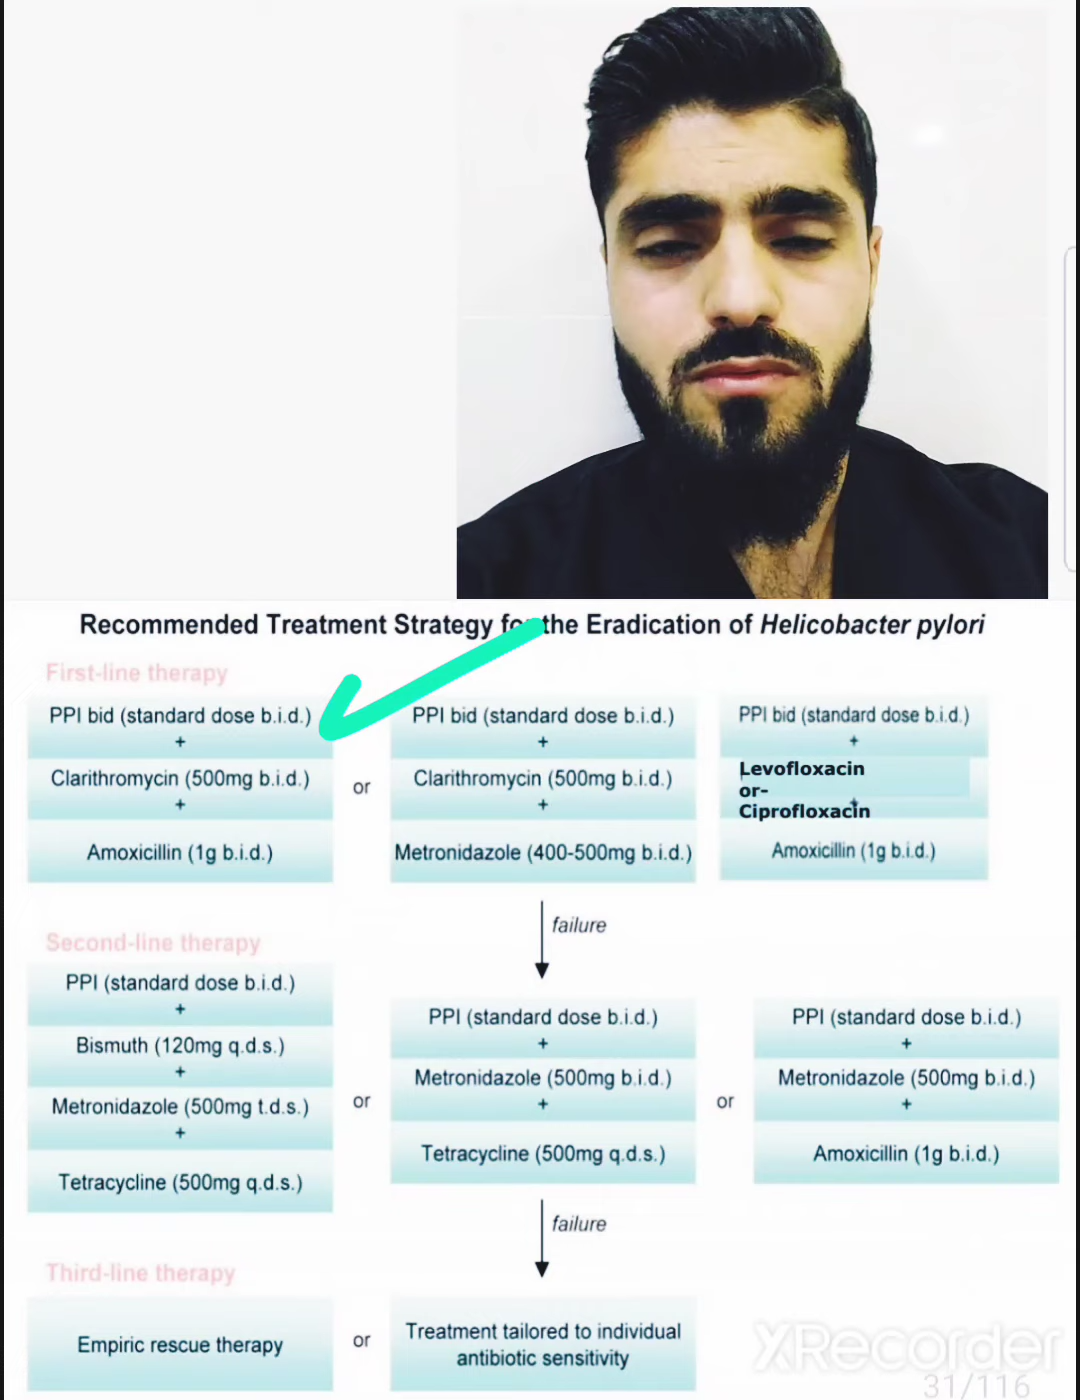 Recommended Treatment Strategy for the Eradication of Helicobacter pylori
First-line therapy
PPI bid (standard dose b.i.d.)
+
Clarithromycin (500mg b.i.d.)
+
Amoxicillin (1g b.i.d.)
or
PPI bid (standard dose b.i.d.)
+
Clarithromycin (500mg b.i.d.)
+
Metronidazole (400-500mg b.i.d.)
PPI bid (standard dose b.i.d.)
+
Levofloxacin
or-
Ciprofloxacin
+
Amoxicillin (1g b.i.d.)
failure
Second-line therapy
PPI (standard dose b.i.d.)
+
Bismuth (120mg q.d.s.)
+
Metronidazole (500mg t.d.s.)
+
Tetracycline (500mg q.d.s.)
or
PPI (standard dose b.i.d.)
+
Metronidazole (500mg b.i.d.)
+
Tetracycline (500mg q.d.s.)
or
PPI (standard dose b.i.d.)
+
Metronidazole (500mg b.i.d.)
+
Amoxicillin (1g b.i.d.)
failure
Third-line therapy
Empiric rescue therapy
or
Treatment tailored to individual
antibiotic sensitivity
XRecorder
31/116